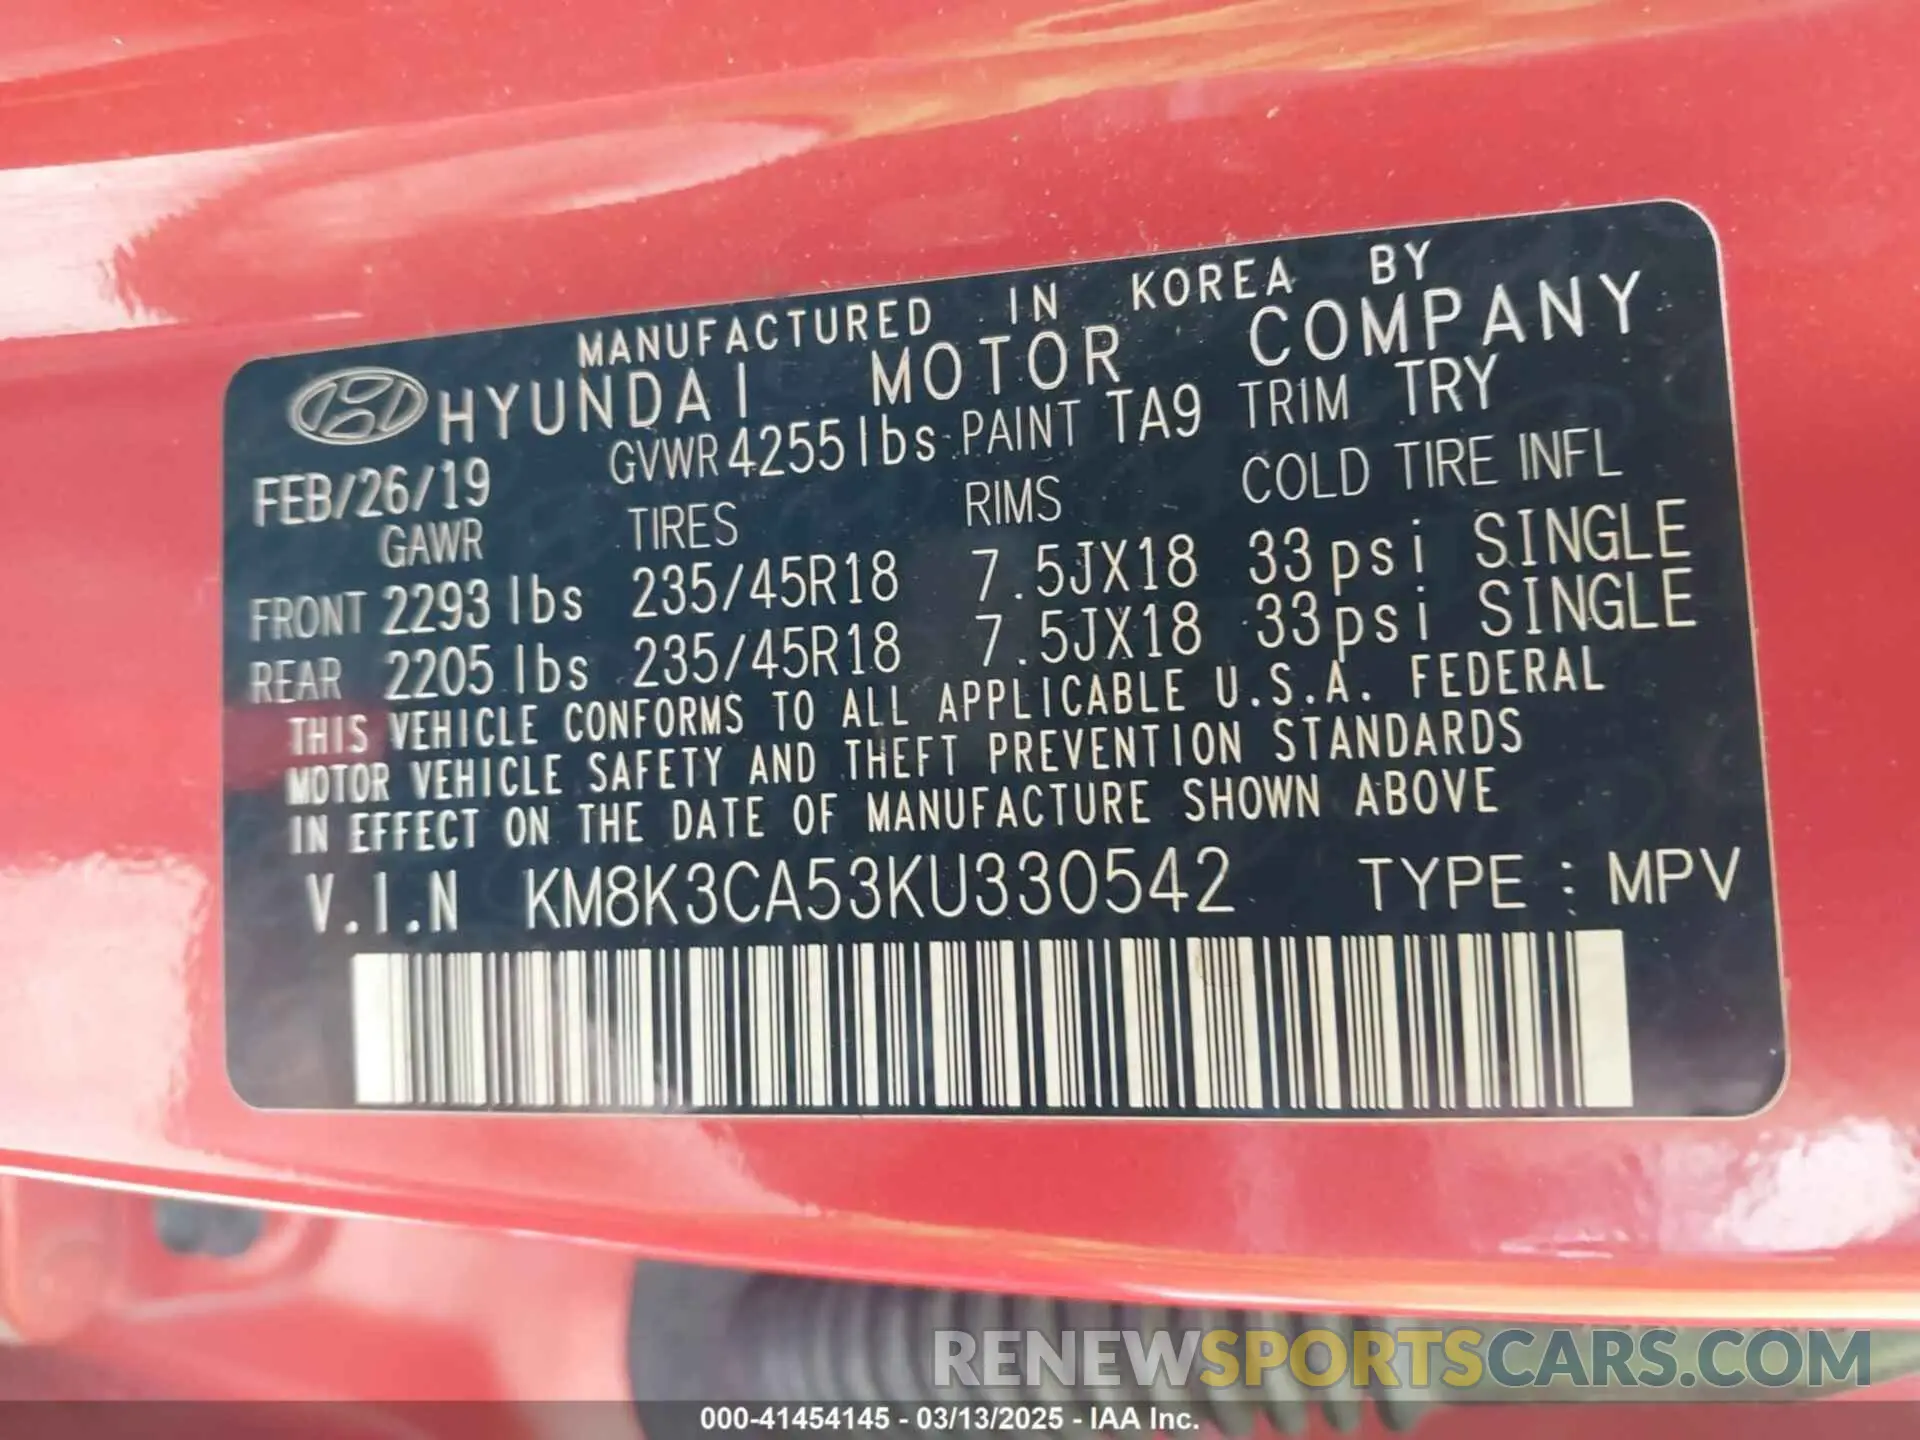 MANUFACTURED IN KOREA BY
HYUNDAI MOTOR COMPANY
FEB/26/19 GVWR 4255lbs PAINT TA9 TRIM TRY
GAWR TIRES RIMS COLD TIRE INFL
FRONT 2293 lbs 235/45R18 7.5JX18 33psi SINGLE
REAR 2205 lbs 235/45R18 7.5JX18 33psi SINGLE
THIS VEHICLE CONFORMS TO ALL APPLICABLE U.S.A. FEDERAL
MOTOR VEHICLE SAFETY AND THEFT PREVENTION STANDARDS
IN EFFECT ON THE DATE OF MANUFACTURE SHOWN ABOVE
V.I.N KM8K3CA53KU330542 TYPE : MPV
RENEWSPORTSCARS.COM
000-41454145 - 03/13/2025 - IAA Inc.